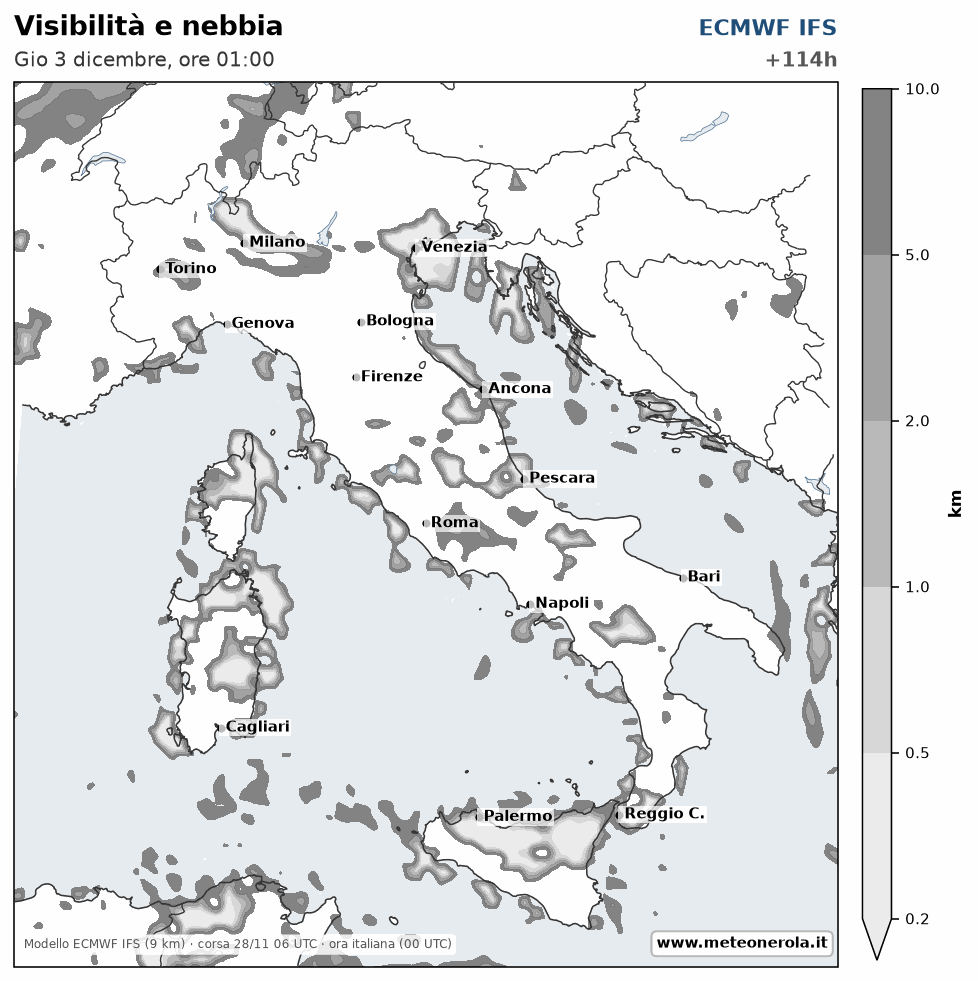 Visibilità e nebbia
ECMWF IFS
Gio 3 dicembre, ore 01:00
+114h
10.0
Milano
Venezia
5.0
Torino
Genova
Bologna
Firenze
Ancona
2.0
Pescara
km
Roma
Bari
1.0
Napoli
Cagliari
0.5
Palermo
Reggio C.
0.2
Modello ECMWF IFS (9 km) · corsa 28/11 06 UTC · ora italiana (00 UTC)
www.meteonerola.it